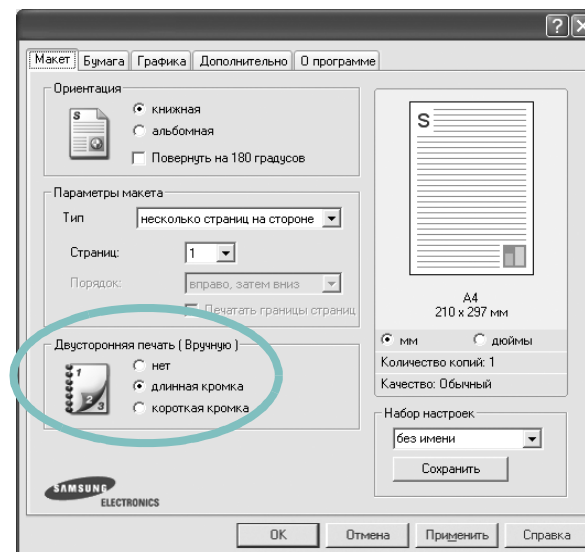 Макет Бумага Графика Дополнительно О программе
Ориентация
S
книжная
альбомная
Повернуть на 180 градусов
Параметры макета
Тип несколько страниц на стороне
Страниц: 1
Порядок: вправо, затем вниз
Печатать границы страниц
Двусторонняя печать ( Вручную )
1
2
3
нет
длинная кромка
короткая кромка
SAMSUNG
ELECTRONICS
S
A4
210 x 297 мм
мм дюймы
Количество копий: 1
Качество: Обычный
Набор настроек
без имени
Сохранить
OK Отмена Применить Справка